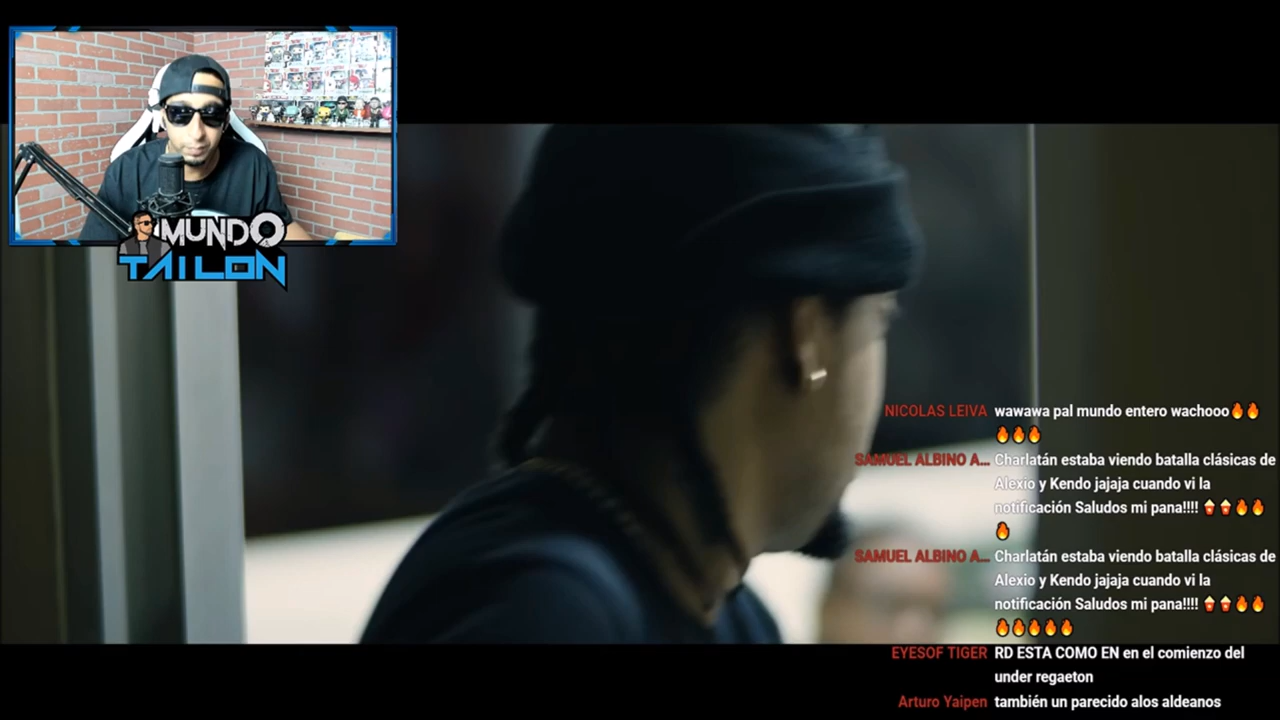 MUNDO
TAILON
NICOLAS LEIVA wawawa pal mundo entero wachooo🔥🔥
🔥🔥🔥
SAMUEL ALBINO A... Charlatán estaba viendo batalla clásicas de
Alexio y Kendo jajaja cuando vi la
notificación Saludos mi pana!!!! 🍿🍿🔥🔥
🔥
SAMUEL ALBINO A... Charlatán estaba viendo batalla clásicas de
Alexio y Kendo jajaja cuando vi la
notificación Saludos mi pana!!!! 🍿🍿🔥🔥
🔥🔥🔥🔥🔥
EYESOF TIGER RD ESTA COMO EN en el comienzo del
under regaeton
Arturo Yaipen también un parecido alos aldeanos